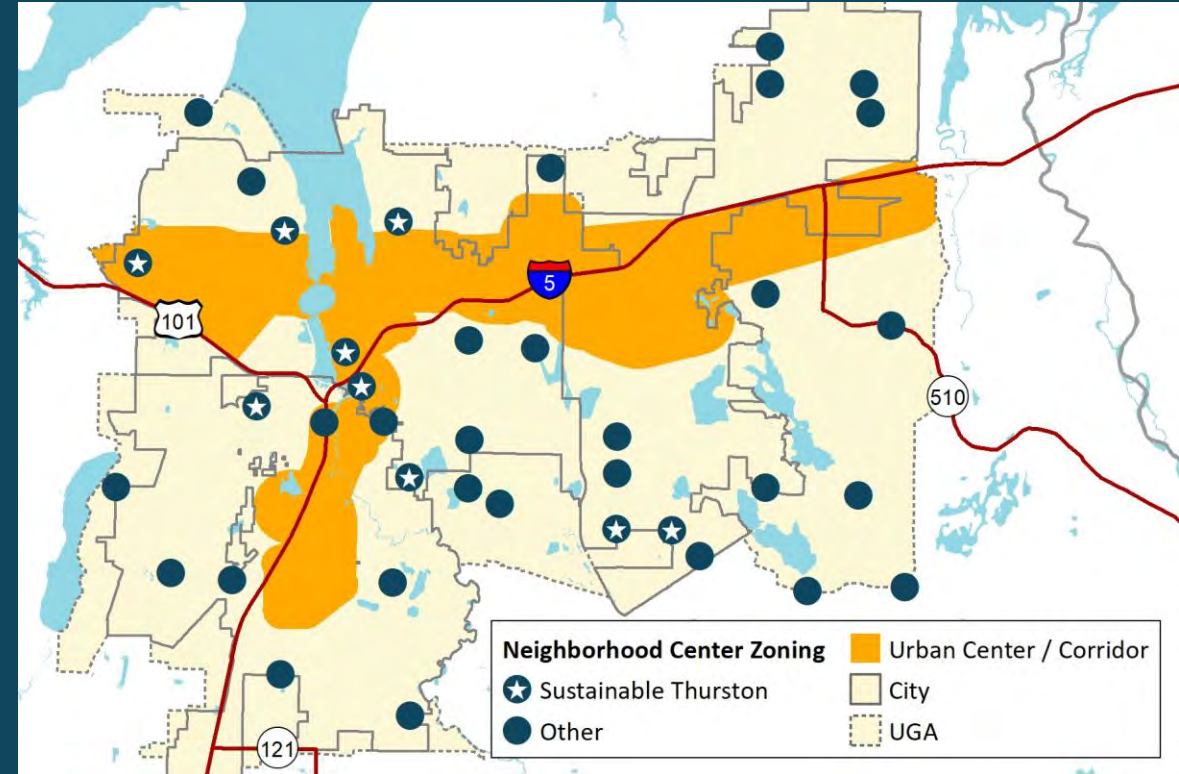 5
101
510
121
Neighborhood Center Zoning
Sustainable Thurston
Other
Urban Center / Corridor
City
UGA